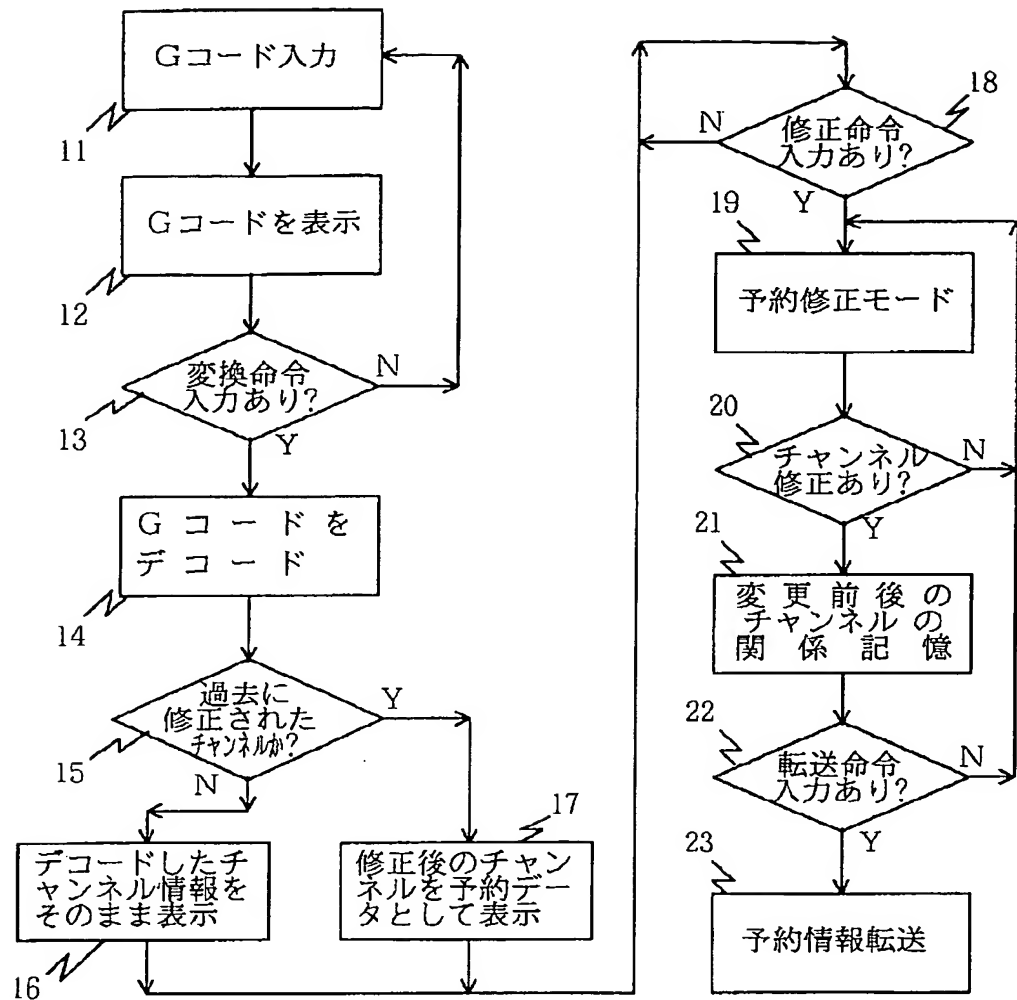 Gコード入力
11
Gコードを表示
12
変換命令
入力あり?
N
13
Y
Gコードを
デコード
14
過去に
修正された
チャンネルか?
Y
15
N
デコードしたチ
ャンネル情報を
そのまま表示
16
17
修正後のチャン
ネルを予約デー
タとして表示
18
N
修正命令
入力あり?
Y
19
予約修正モード
20
チャンネル
修正あり?
N
Y
21
変更前後の
チャンネルの
関係記憶
22
転送命令
入力あり?
N
Y
23
予約情報転送